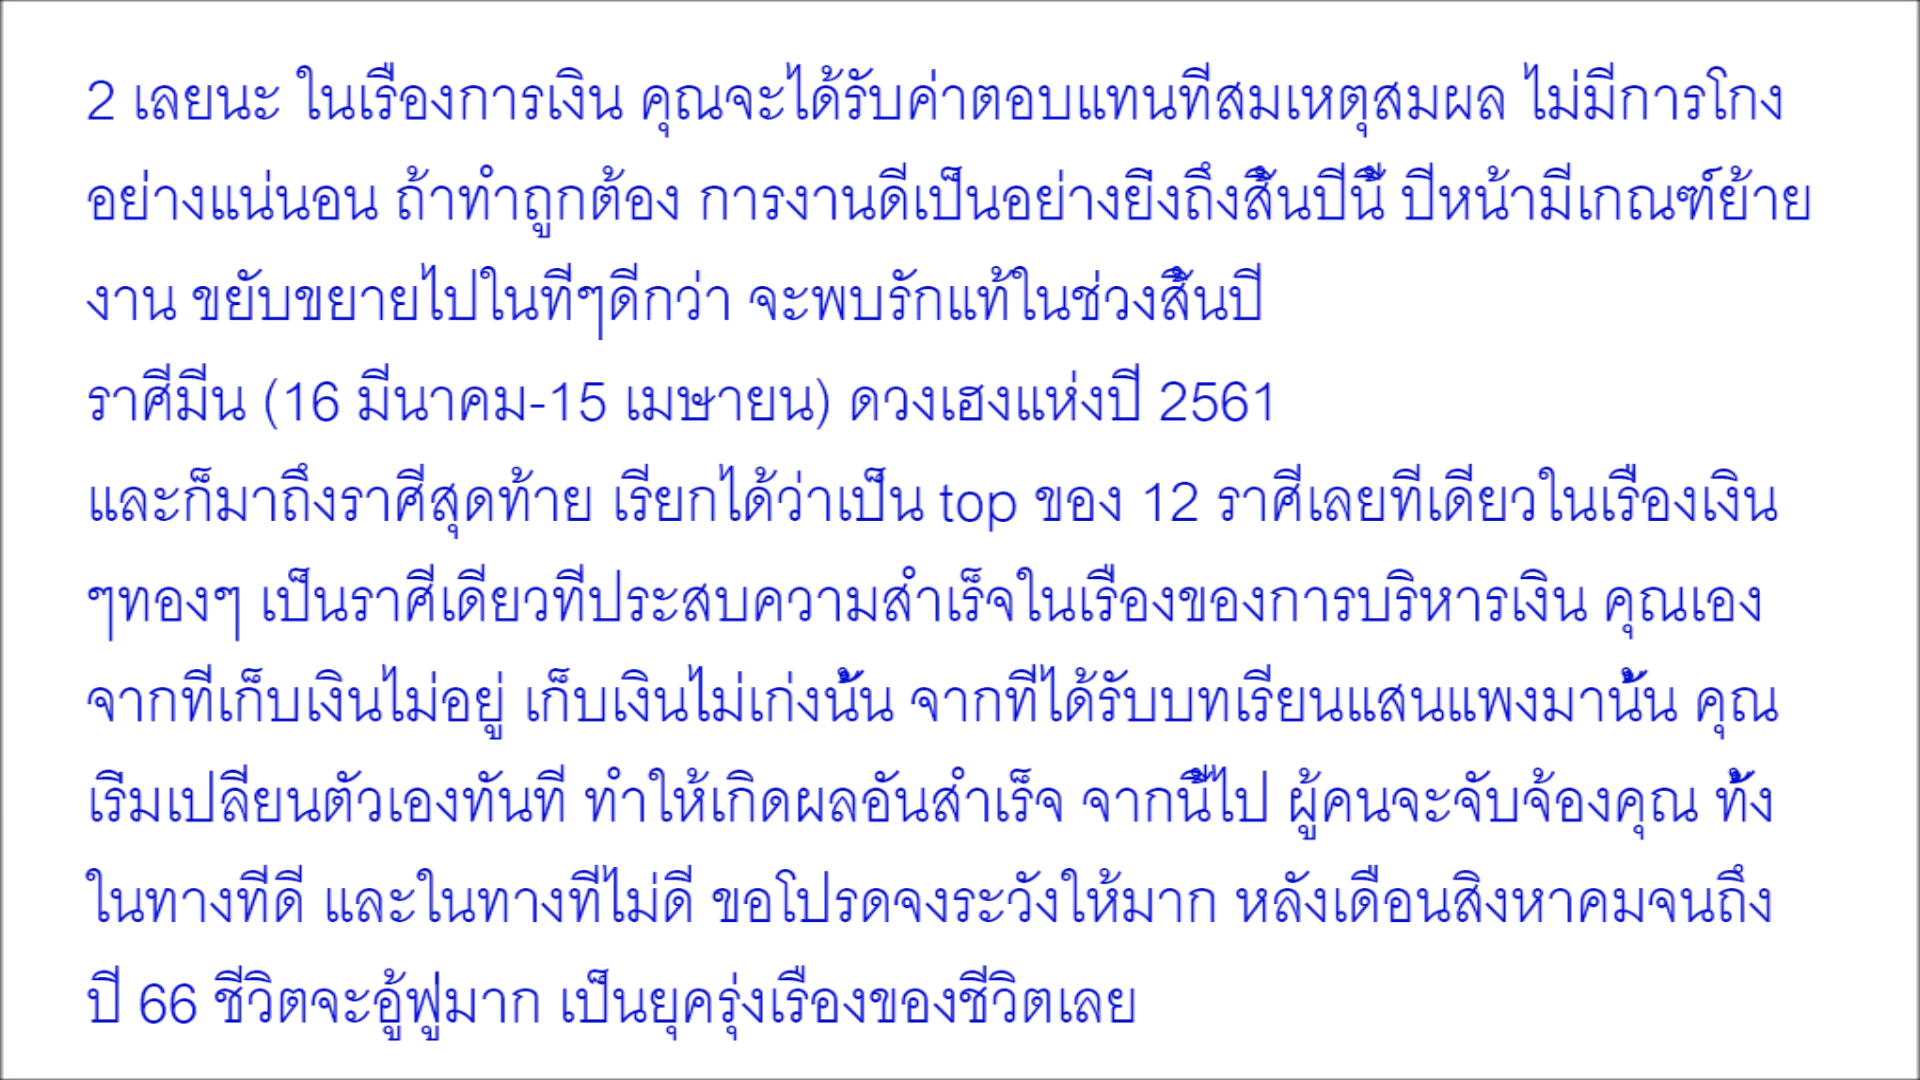 2 เลยนะ ในเรื่องการเงิน คุณจะได้รับค่าตอบแทนที่สมเหตุสมผล ไม่มีการโกง
อย่างแน่นอน ถ้าทำถูกต้อง การงานดีเป็นอย่างยิ่งถึงสิ้นปีนี้ ปีหน้ามีเกณฑ์ย้าย
งาน ขยับขยายไปในที่ๆดีกว่า จะพบรักแท้ในช่วงสิ้นปี
ราศีมีน (16 มีนาคม-15 เมษายน) ดวงเฮงแห่งปี 2561
และก็มาถึงราศีสุดท้าย เรียกได้ว่าเป็น top ของ 12 ราศีเลยทีเดียวในเรื่องเงิน
ๆทองๆ เป็นราศีเดียวที่ประสบความสำเร็จในเรื่องของการบริหารเงิน คุณเอง
จากที่เก็บเงินไม่อยู่ เก็บเงินไม่เก่งนั้น จากที่ได้รับบทเรียนแสนแพงมานั้น คุณ
เริ่มเปลี่ยนตัวเองทันที ทำให้เกิดผลอันสำเร็จ จากนี้ไป ผู้คนจะจับจ้องคุณ ทั้ง
ในทางที่ดี และในทางที่ไม่ดี ขอโปรดจงระวังให้มาก หลังเดือนสิงหาคมจนถึง
ปี 66 ชีวิตจะอู้ฟู่มาก เป็นยุครุ่งเรืองของชีวิตเลย